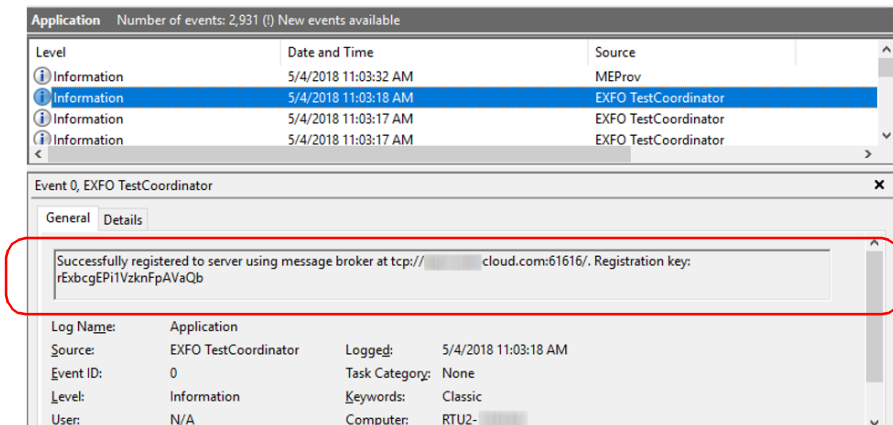 Application Number of events: 2,931 (!) New events available
Level Date and Time Source
Information 5/4/2018 11:03:32 AM MEProv
Information 5/4/2018 11:03:18 AM EXFO TestCoordinator
Information 5/4/2018 11:03:17 AM EXFO TestCoordinator
Information 5/4/2018 11:03:17 AM EXFO TestCoordinator
Event 0, EXFO TestCoordinator
General Details
Successfully registered to server using message broker at tcp:// cloud.com:61616/. Registration key:
rExbcgEPi1VzknFpAVaQb
Log Name: Application
Source: EXFO TestCoordinator Logged: 5/4/2018 11:03:18 AM
Event ID: 0 Task Category: None
Level: Information Keywords: Classic
User: N/A Computer: RTU2-